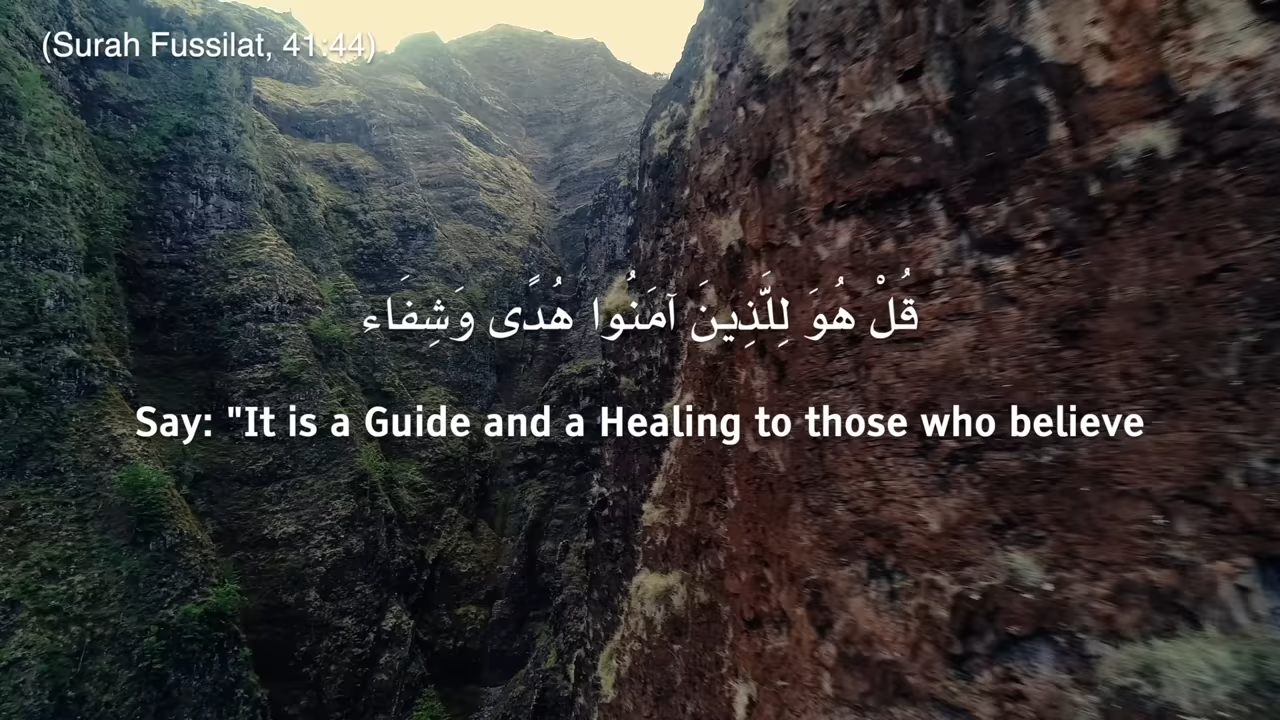 (Surah Fussilat, 41:44)
قُلْ هُوَ لِلَّذِينَ آمَنُوا هُدًى وَشِفَاء
Say: "It is a Guide and a Healing to those who believe